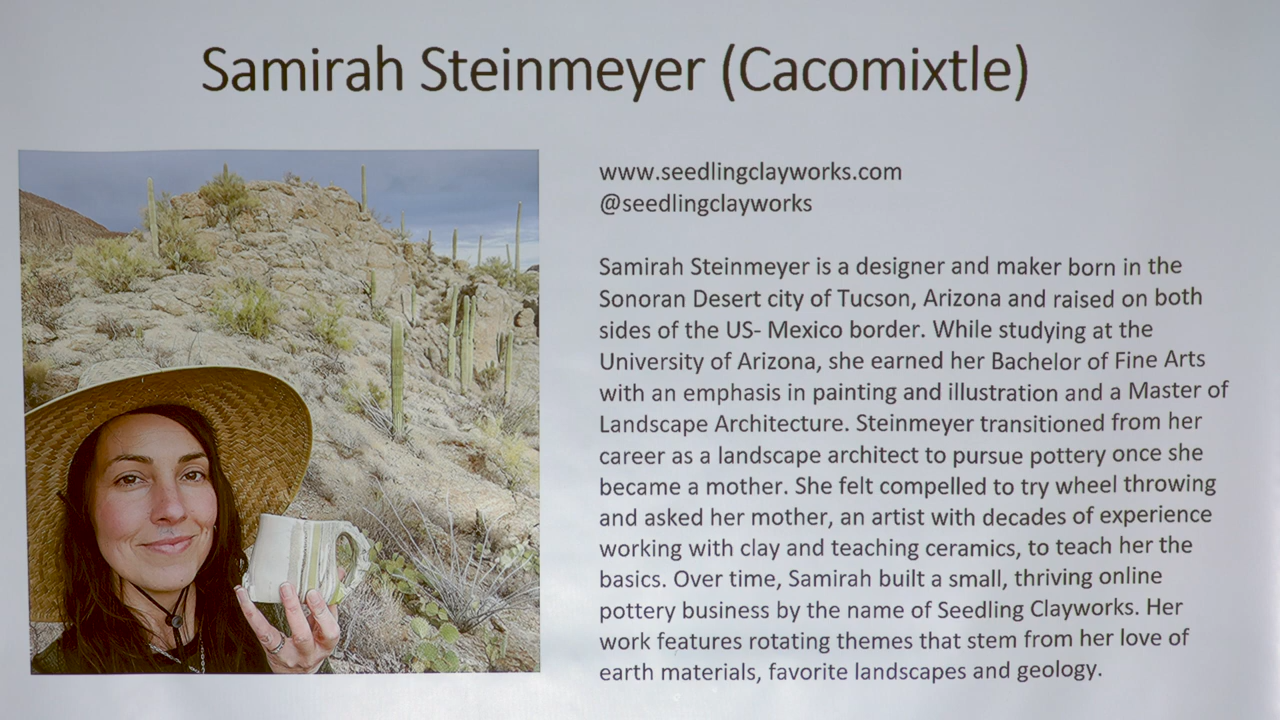 Samirah Steinmeyer (Cacomixtle)
www.seedlingclayworks.com
@seedlingclayworks
Samirah Steinmeyer is a designer and maker born in the
Sonoran Desert city of Tucson, Arizona and raised on both
sides of the US- Mexico border. While studying at the
University of Arizona, she earned her Bachelor of Fine Arts
with an emphasis in painting and illustration and a Master of
Landscape Architecture. Steinmeyer transitioned from her
career as a landscape architect to pursue pottery once she
became a mother. She felt compelled to try wheel throwing
and asked her mother, an artist with decades of experience
working with clay and teaching ceramics, to teach her the
basics. Over time, Samirah built a small, thriving online
pottery business by the name of Seedling Clayworks. Her
work features rotating themes that stem from her love of
earth materials, favorite landscapes and geology.